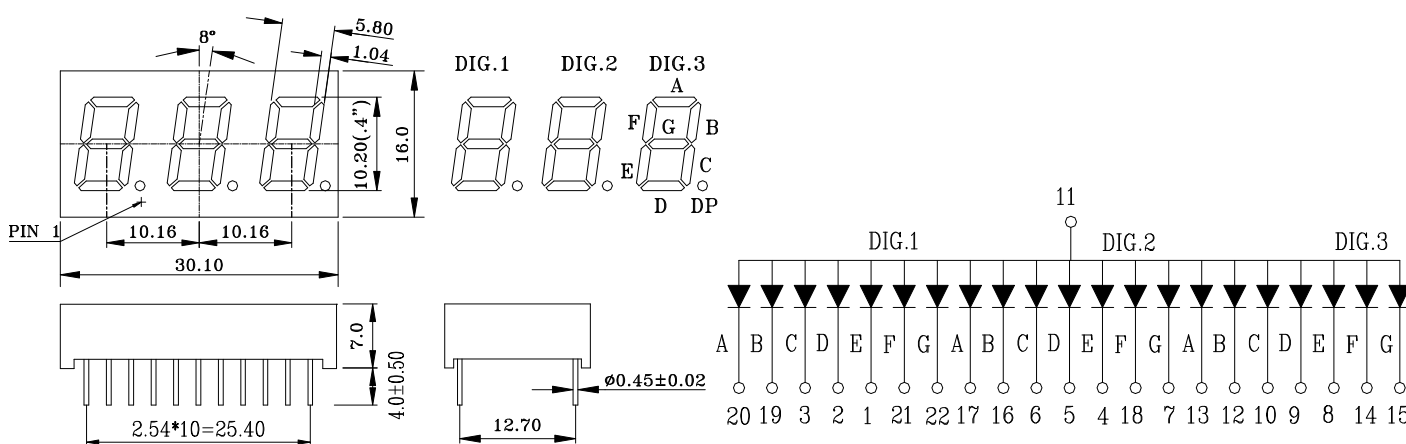 8°
5.80
1.04
10.20(.4")
16.0
PIN 1
10.16
10.16
30.10
DIG.1 DIG.2 DIG.3
A
F G B
E C
D DP
7.0
4.0±0.50
2.54*10=25.40
ø0.45±0.02
12.70
11
DIG.1 DIG.2 DIG.3
A B C D E F G A B C D E F G A B C D E F G
20 19 3 2 1 21 22 17 16 6 5 4 18 7 13 12 10 9 8 14 15